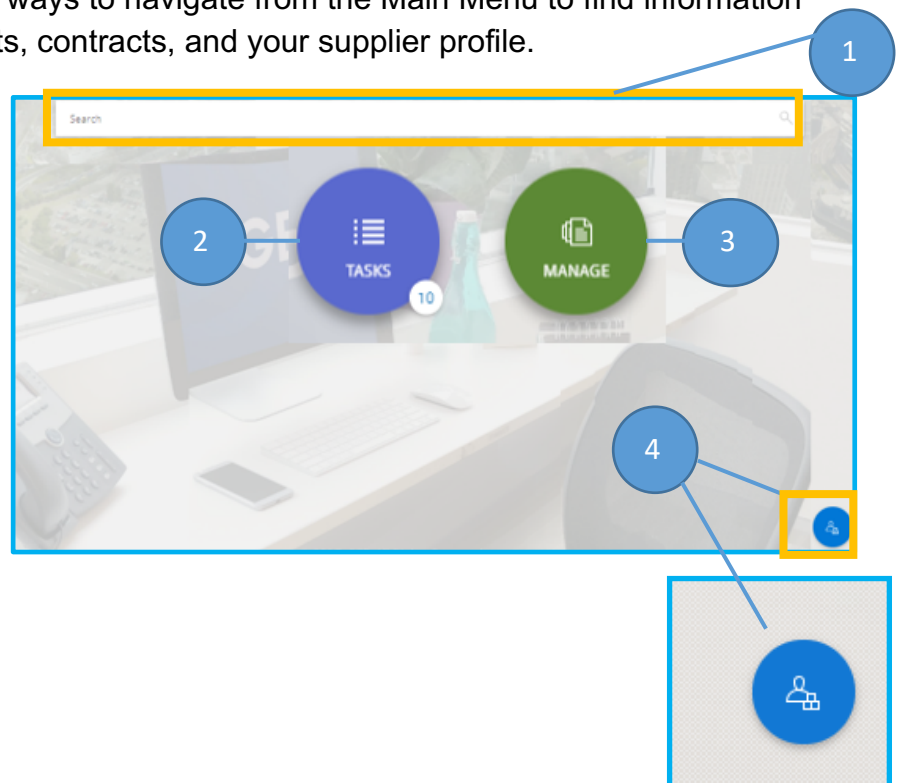 ways to navigate from the Main Menu to find information
ts, contracts, and your supplier profile.
1
Search
2
TASKS
10
MANAGE
3
4